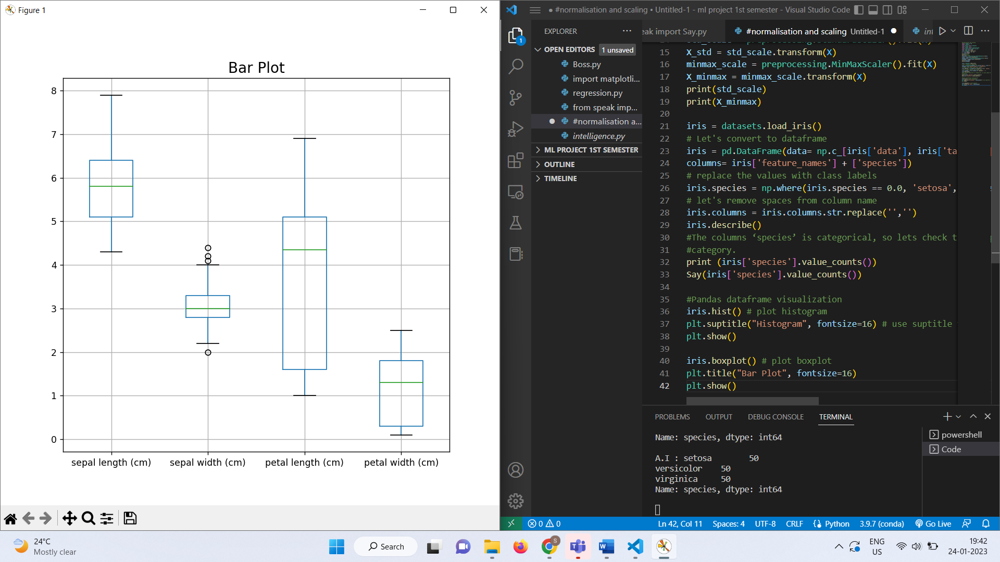 Figure 1
Bar Plot
8
7
6
5
4
3
2
1
0
sepal length (cm)
sepal width (cm)
petal length (cm)
petal width (cm)
#normalisation and scaling • Untitled-1 - ml project 1st semester - Visual Studio Code
EXPLORER
OPEN EDITORS
1 unsaved
Boss.py
import matplotli...
regression.py
from speak imp...
#normalisation a...
intelligence.py
ML PROJECT 1ST SEMESTER
OUTLINE
TIMELINE
1
eak import Say.py
#normalisation and scaling Untitled-1
int
15 X_std = std_scale.transform(X)
16 minmax_scale = preprocessing.MinMaxScaler().fit(X)
17 X_minmax = minmax_scale.transform(X)
18 print(std_scale)
19 print(X_minmax)
20
21 iris = datasets.load_iris()
22 # Let's convert to dataframe
23 iris = pd.DataFrame(data= np.c_[iris['data'], iris['ta
24 columns= iris['feature_names'] + ['species'])
25 # replace the values with class labels
26 iris.species = np.where(iris.species == 0.0, 'setosa',
27 # let's remove spaces from column name
28 iris.columns = iris.columns.str.replace('','')
29 iris.describe()
30 #The columns ‘species’ is categorical, so lets check t
31 #category.
32 print (iris['species'].value_counts())
33 Say(iris['species'].value_counts())
34
35 #Pandas dataframe visualization
36 iris.hist() # plot histogram
37 plt.suptitle("Histogram", fontsize=16) # use suptitle
38 plt.show()
39
40 iris.boxplot() # plot boxplot
41 plt.title("Bar Plot", fontsize=16)
42 plt.show()
PROBLEMS OUTPUT DEBUG CONSOLE TERMINAL
Name: species, dtype: int64
A.I : setosa 50
versicolor 50
virginica 50
Name: species, dtype: int64
powershell
Code
0 0
Ln 42, Col 11 Spaces: 4 UTF-8 CRLF Python 3.9.7 (conda) Go Live
24°C
Mostly clear
Search
S
ENG
US
19:42
24-01-2023